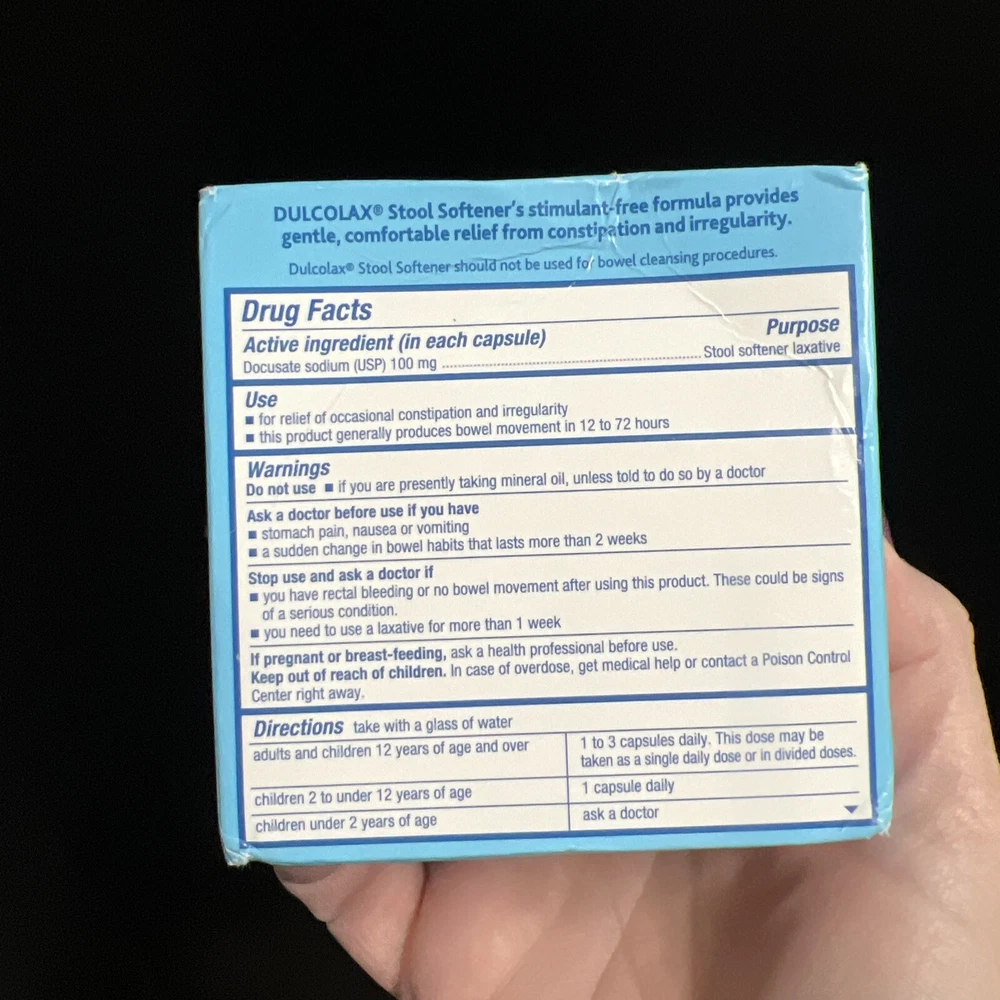 DULCOLAX® Stool Softener's stimulant-free formula provides
gentle, comfortable relief from constipation and irregularity.
Dulcolax® Stool Softener should not be used for bowel cleansing procedures.
Drug Facts
Active ingredient (in each capsule) Purpose
Docusate sodium (USP) 100 mg ........................................................ Stool softener laxative
Use
■ for relief of occasional constipation and irregularity
■ this product generally produces bowel movement in 12 to 72 hours
Warnings
Do not use ■ if you are presently taking mineral oil, unless told to do so by a doctor
Ask a doctor before use if you have
■ stomach pain, nausea or vomiting
■ a sudden change in bowel habits that lasts more than 2 weeks
Stop use and ask a doctor if
■ you have rectal bleeding or no bowel movement after using this product. These could be signs
of a serious condition.
■ you need to use a laxative for more than 1 week
If pregnant or breast-feeding, ask a health professional before use.
Keep out of reach of children. In case of overdose, get medical help or contact a Poison Control
Center right away.
Directions take with a glass of water
adults and children 12 years of age and over
1 to 3 capsules daily. This dose may be
taken as a single daily dose or in divided doses.
children 2 to under 12 years of age
1 capsule daily
children under 2 years of age
ask a doctor